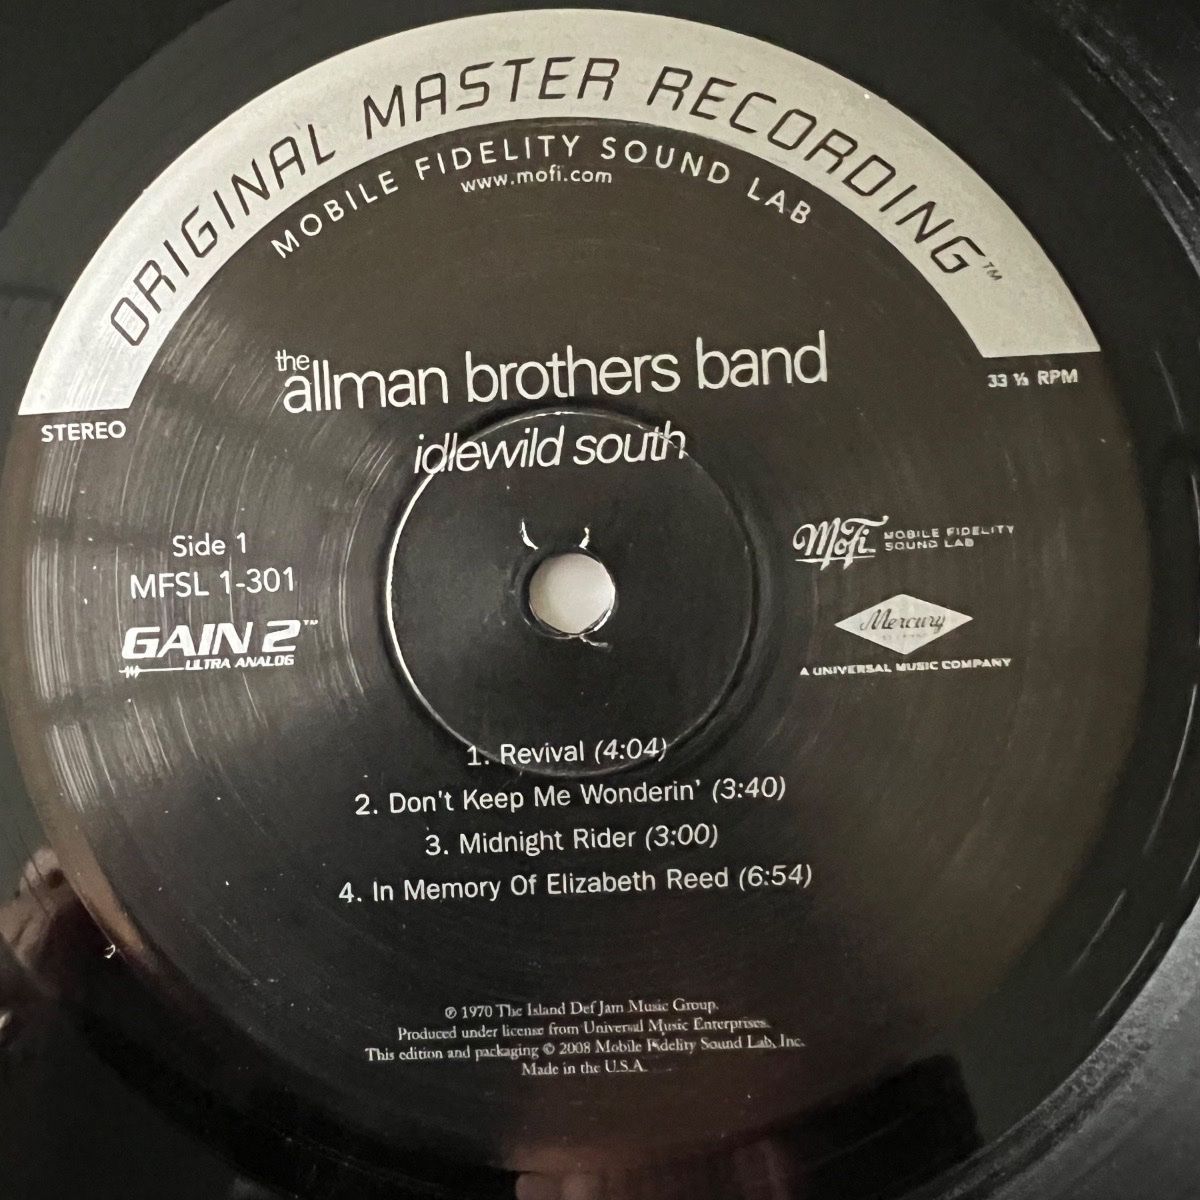 ORIGINAL MASTER RECORDING™
MOBILE FIDELITY SOUND LAB
www.mofi.com
the allman brothers band
idlewild south
STEREO
33 ⅓ RPM
Side 1
MFSL 1-301
GAIN 2™
ULTRA ANALOG
MoFi MOBILE FIDELITY
SOUND LAB
Mercury
A UNIVERSAL MUSIC COMPANY
1. Revival (4:04)
2. Don't Keep Me Wonderin' (3:40)
3. Midnight Rider (3:00)
4. In Memory Of Elizabeth Reed (6:54)
℗ 1970 The Island Def Jam Music Group.
Produced under license from Universal Music Enterprises.
This edition and packaging © 2008 Mobile Fidelity Sound Lab, Inc.
Made in the U.S.A.